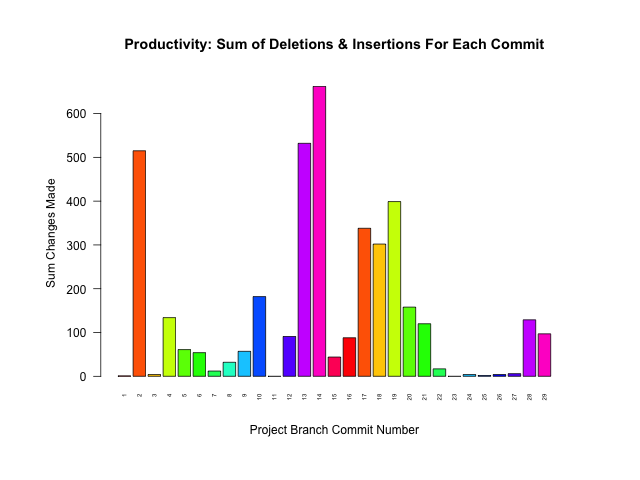 Productivity: Sum of Deletions & Insertions For Each Commit
Sum Changes Made
600
500
400
300
200
100
0
1 2 3 4 5 6 7 8 9 10 11 12 13 14 15 16 17 18 19 20 21 22 23 24 25 26 27 28 29
Project Branch Commit Number